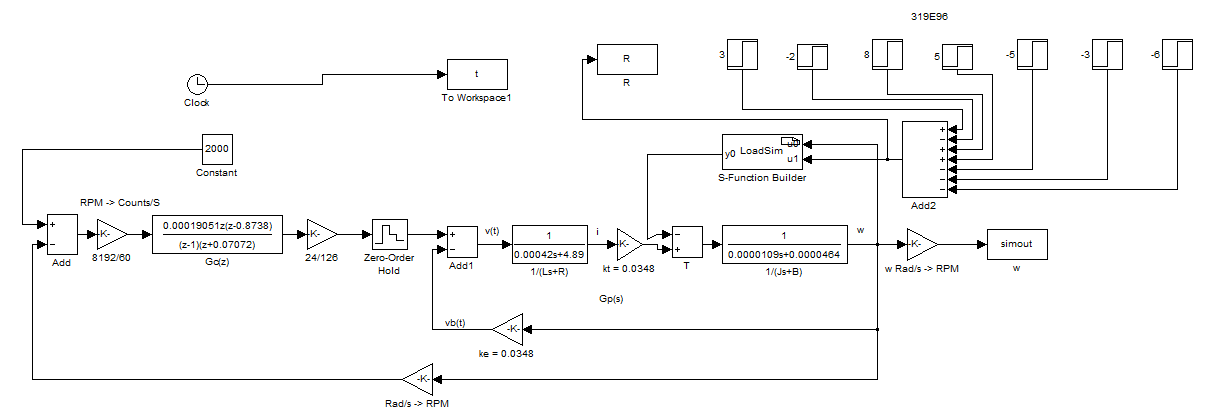 319E96
3
-2
8
5
-5
-3
-6
R
R
t
To Workspace1
Clock
2000
Constant
y0
LoadSim
u0
u1
S-Function Builder
+
-
+
+
-
-
-
Add2
RPM -> Counts/S
+
-
Add
-K-
8192/60
0.00019051z(z-0.8738)
(z-1)(z+0.07072)
Gc(z)
-K-
24/126
Zero-Order
Hold
+
-
Add1
v(t)
1
0.00042s+4.89
1/(Ls+R)
i
-K-
kt = 0.0348
-
+
T
1
0.0000109s+0.0000464
1/(Js+B)
w
-K-
w Rad/s -> RPM
simout
w
Gp(s)
vb(t)
-K-
ke = 0.0348
-K-
Rad/s -> RPM